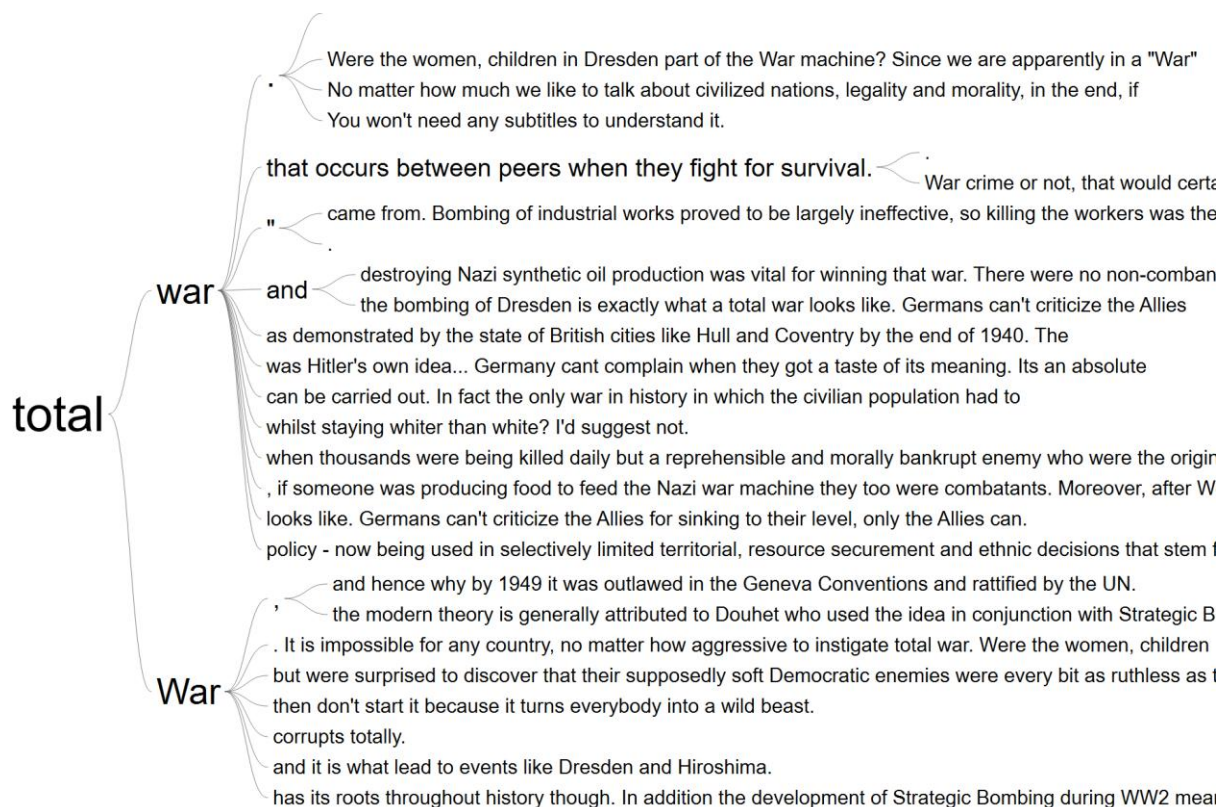 total
war
.
Were the women, children in Dresden part of the War machine? Since we are apparently in a "War"
No matter how much we like to talk about civilized nations, legality and morality, in the end, if
You won't need any subtitles to understand it.
that occurs between peers when they fight for survival.
.
War crime or not, that would certa
"
came from. Bombing of industrial works proved to be largely ineffective, so killing the workers was the
.
and
destroying Nazi synthetic oil production was vital for winning that war. There were no non-comban
the bombing of Dresden is exactly what a total war looks like. Germans can't criticize the Allies
as demonstrated by the state of British cities like Hull and Coventry by the end of 1940. The
was Hitler's own idea... Germany cant complain when they got a taste of its meaning. Its an absolute
can be carried out. In fact the only war in history in which the civilian population had to
whilst staying whiter than white? I'd suggest not.
when thousands were being killed daily but a reprehensible and morally bankrupt enemy who were the origin
, if someone was producing food to feed the Nazi war machine they too were combatants. Moreover, after W
looks like. Germans can't criticize the Allies for sinking to their level, only the Allies can.
policy - now being used in selectively limited territorial, resource securement and ethnic decisions that stem f
War
,
and hence why by 1949 it was outlawed in the Geneva Conventions and rattified by the UN.
the modern theory is generally attributed to Douhet who used the idea in conjunction with Strategic B
. It is impossible for any country, no matter how aggressive to instigate total war. Were the women, children
but were surprised to discover that their supposedly soft Democratic enemies were every bit as ruthless as t
then don't start it because it turns everybody into a wild beast.
corrupts totally.
and it is what lead to events like Dresden and Hiroshima.
has its roots throughout history though. In addition the development of Strategic Bombing during WW2 mean